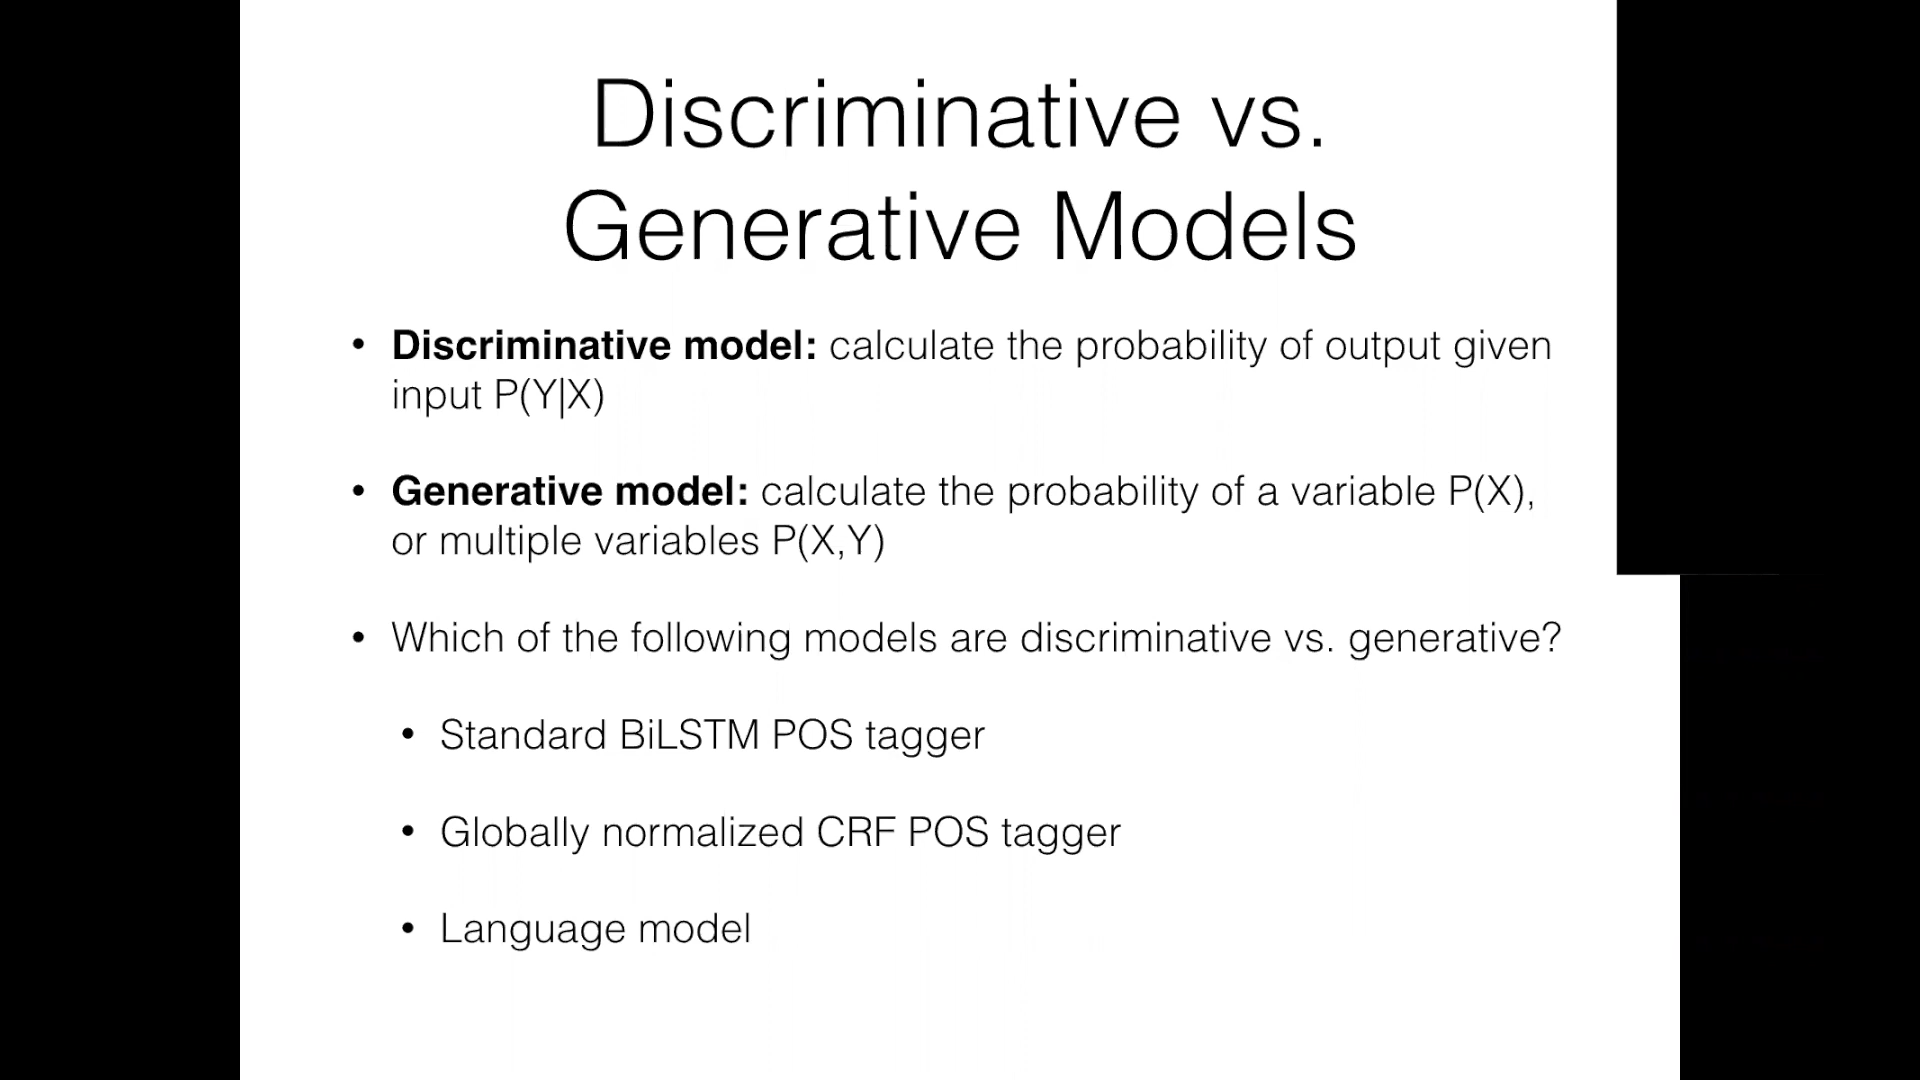 Discriminative vs.
Generative Models
• Discriminative model: calculate the probability of output given
input P(Y|X)
• Generative model: calculate the probability of a variable P(X),
or multiple variables P(X,Y)
• Which of the following models are discriminative vs. generative?
• Standard BiLSTM POS tagger
• Globally normalized CRF POS tagger
• Language model